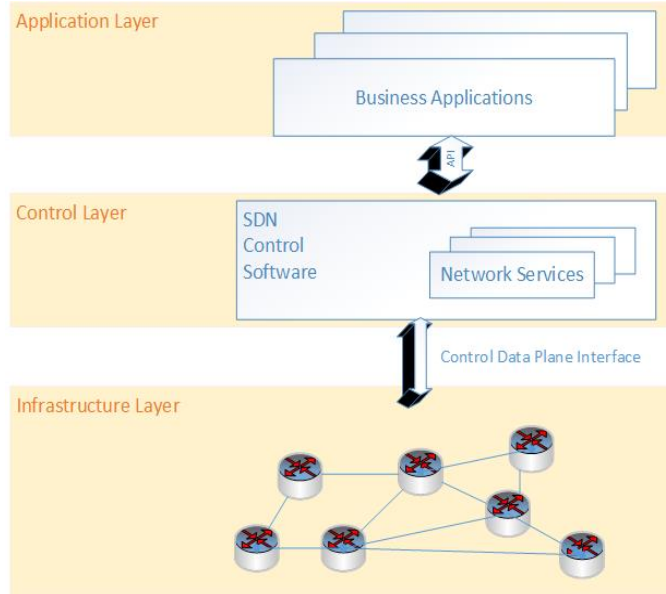 Application Layer
Business Applications
API
Control Layer
SDN
Control
Software
Network Services
Control Data Plane Interface
Infrastructure Layer